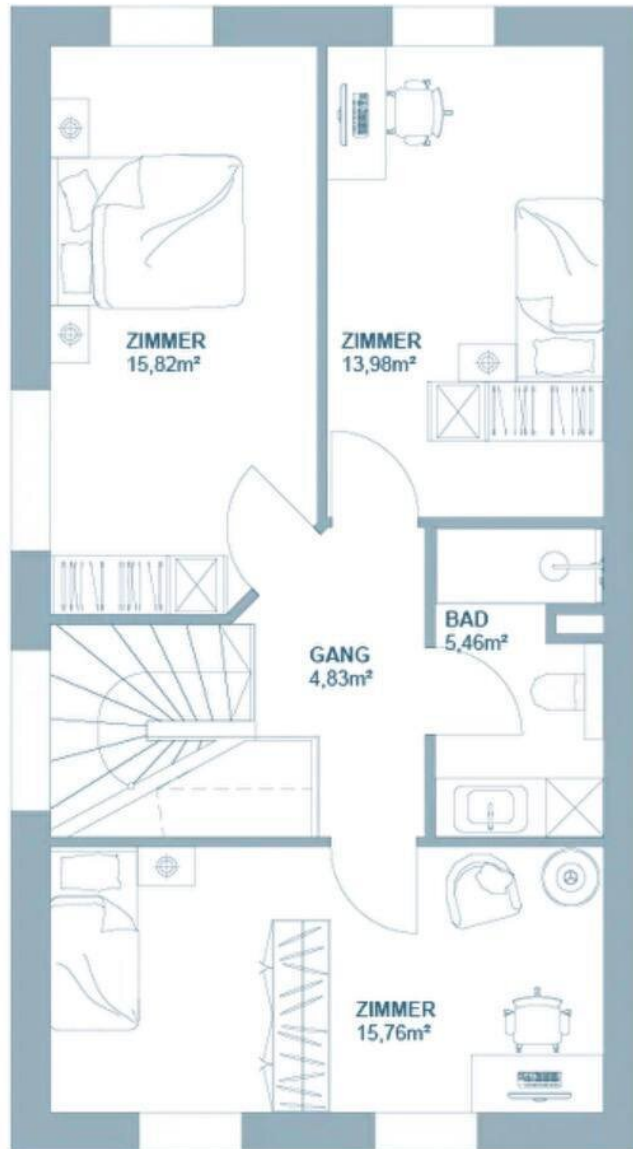 ZIMMER
15,82m²
ZIMMER
13,98m²
BAD
5,46m²
GANG
4,83m²
ZIMMER
15,76m²